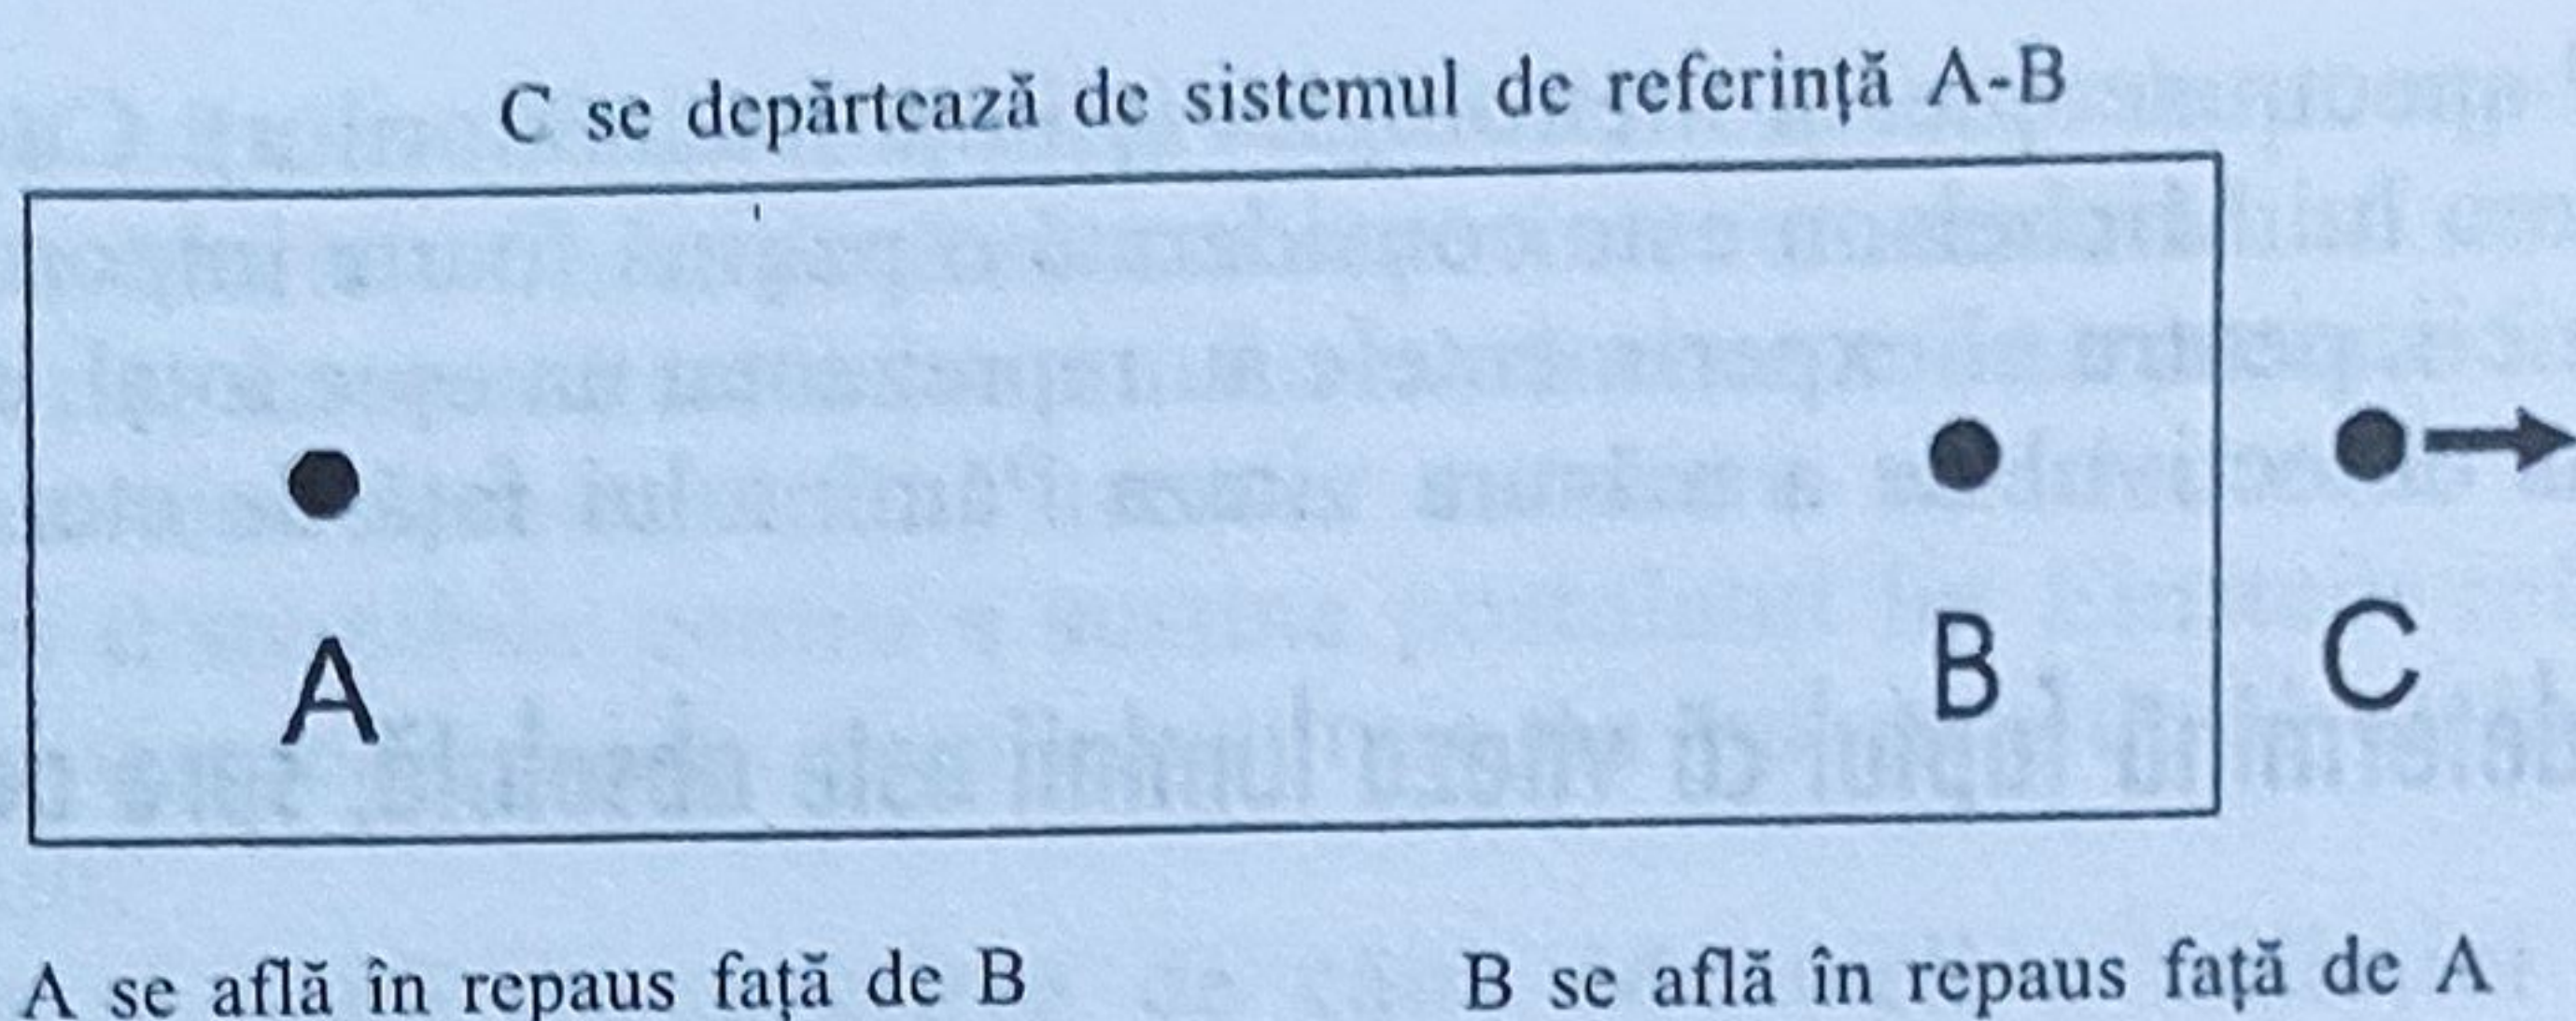 C se depărtează de sistemul de referință A-B
A
B
C
A se află în repaus față de B
B se află în repaus față de A